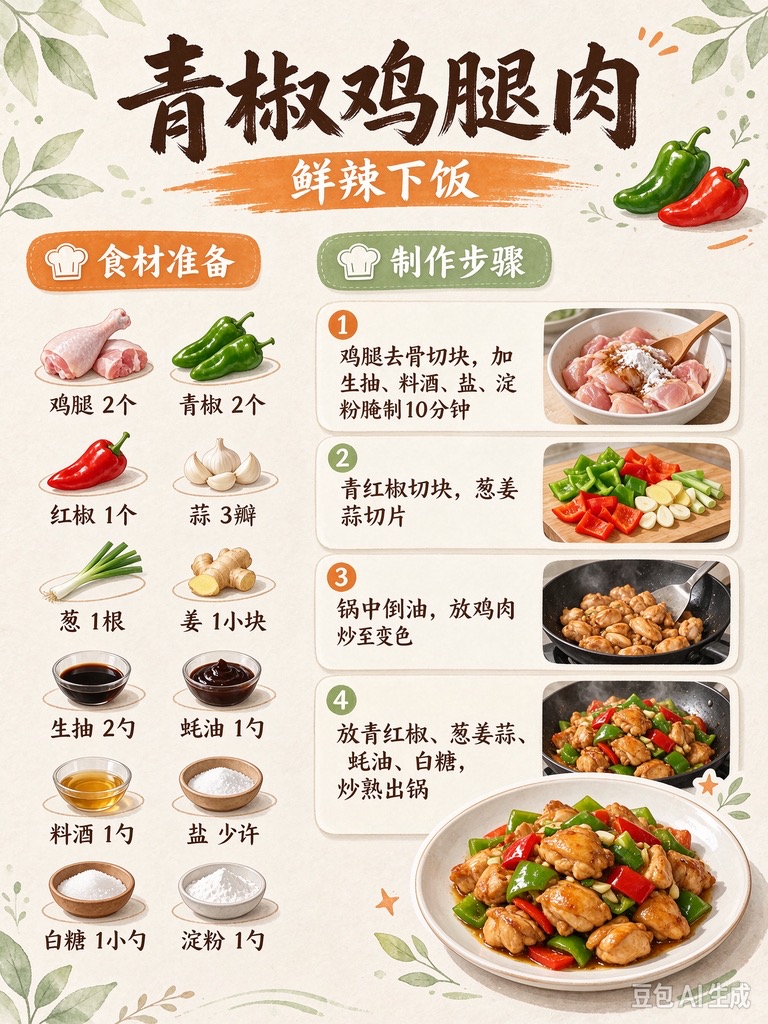 青椒鸡腿肉
鲜辣下饭
食材准备
鸡腿 2个
青椒 2个
红椒 1个
蒜 3瓣
葱 1根
姜 1小块
生抽 2勺
蚝油 1勺
料酒 1勺
盐 少许
白糖 1小勺
淀粉 1勺
制作步骤
1
鸡腿去骨切块，加
生抽、料酒、盐、淀
粉腌制10分钟
2
青红椒切块，葱姜
蒜切片
3
锅中倒油，放鸡肉
炒至变色
4
放青红椒、葱姜蒜、
蚝油、白糖，
炒熟出锅
豆包AI生成